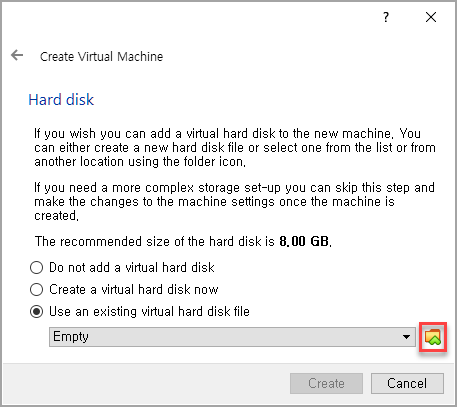 ?
Create Virtual Machine
Hard disk
If you wish you can add a virtual hard disk to the new machine. You
can either create a new hard disk file or select one from the list or from
another location using the folder icon.
If you need a more complex storage set-up you can skip this step and
make the changes to the machine settings once the machine is
created.
The recommended size of the hard disk is 8.00 GB.
Do not add a virtual hard disk
Create a virtual hard disk now
Use an existing virtual hard disk file
Empty
Create Cancel